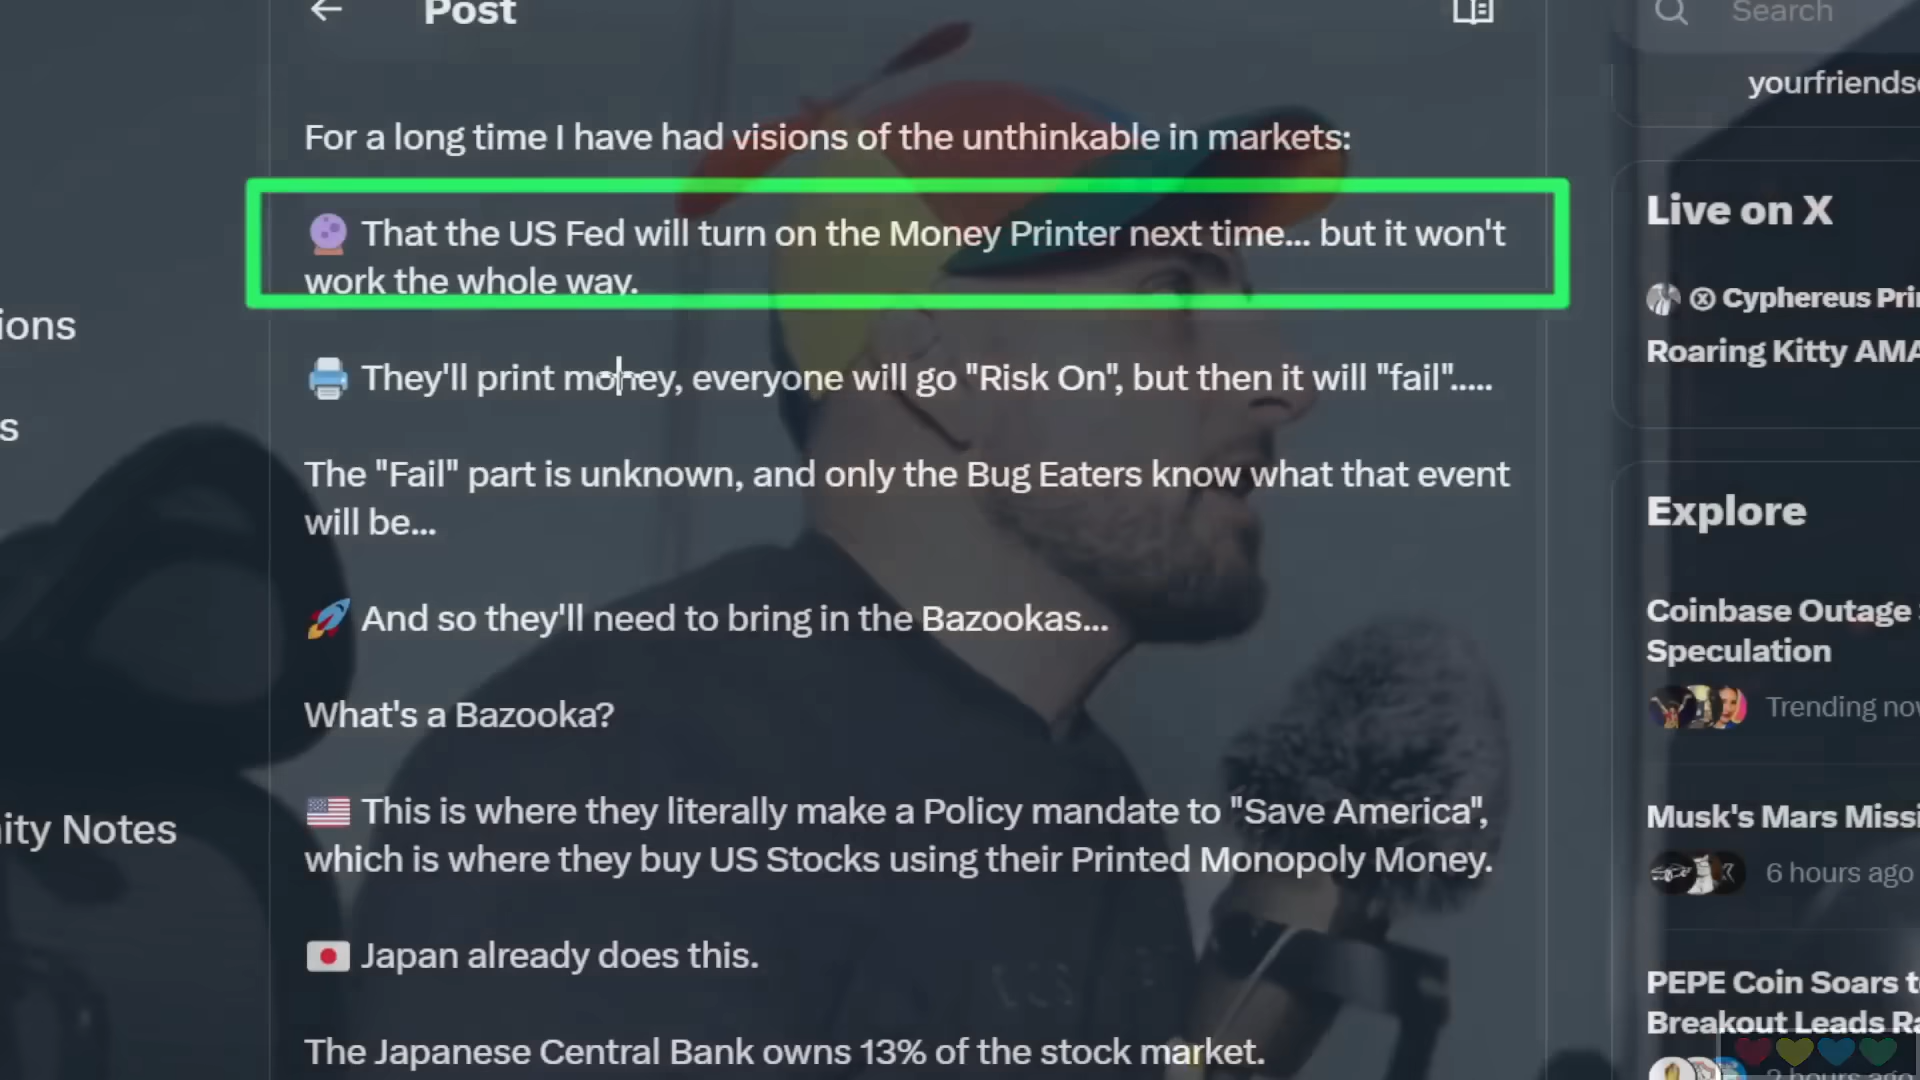 Post
Search
For a long time I have had visions of the unthinkable in markets:
🔮 That the US Fed will turn on the Money Printer next time... but it won't
work the whole way.
🖨️ They'll print money, everyone will go "Risk On", but then it will "fail".....
The "Fail" part is unknown, and only the Bug Eaters know what that event
will be...
🚀 And so they'll need to bring in the Bazookas...
What's a Bazooka?
🇺🇸 This is where they literally make a Policy mandate to "Save America",
which is where they buy US Stocks using their Printed Monopoly Money.
🇯🇵 Japan already does this.
The Japanese Central Bank owns 13% of the stock market.
ions
s
ity Notes
yourfriends
Live on X
Cyphereus Pri
Roaring Kitty AMA
Explore
Coinbase Outage
Speculation
Trending now
Musk's Mars Missi
6 hours ago
PEPE Coin Soars t
Breakout Leads Ra
2 hours ago